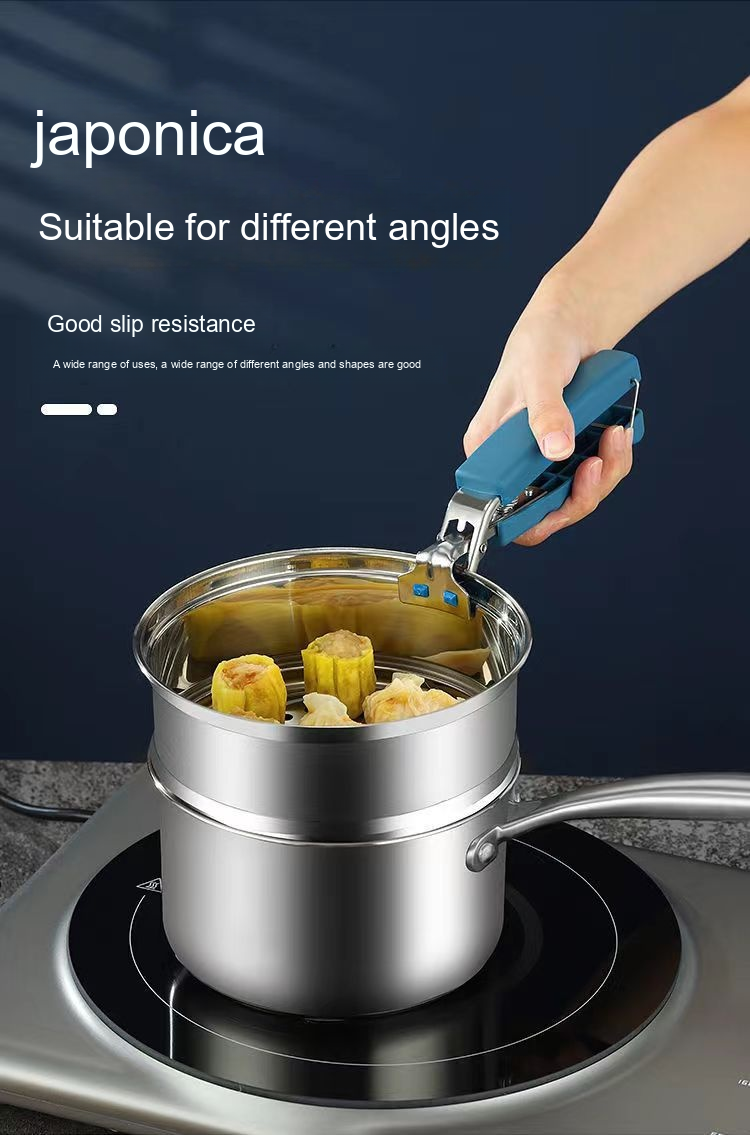 japonica
Suitable for different angles
Good slip resistance
A wide range of uses, a wide range of different angles and shapes are good